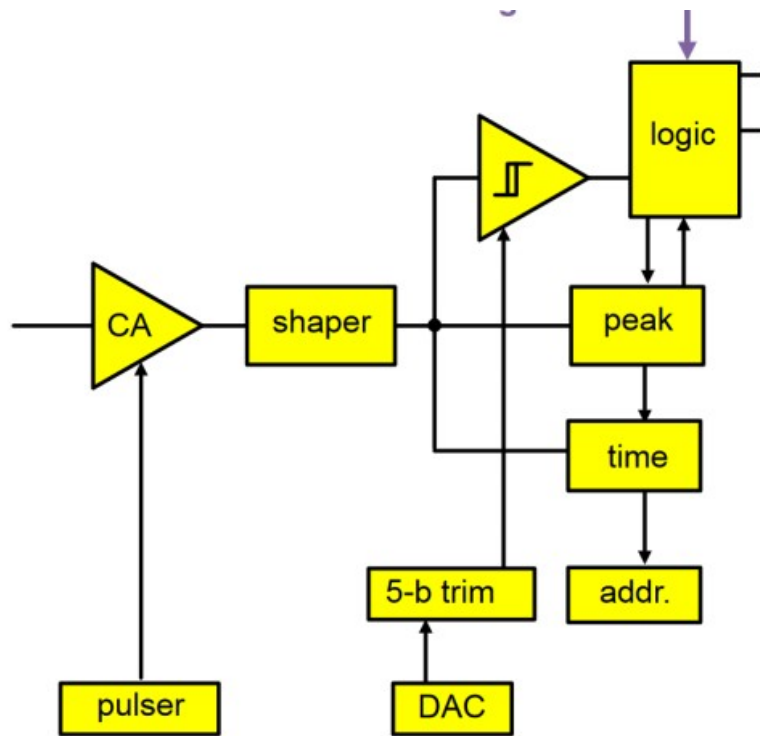 logic
CA
shaper
peak
time
5-b trim
addr.
pulser
DAC